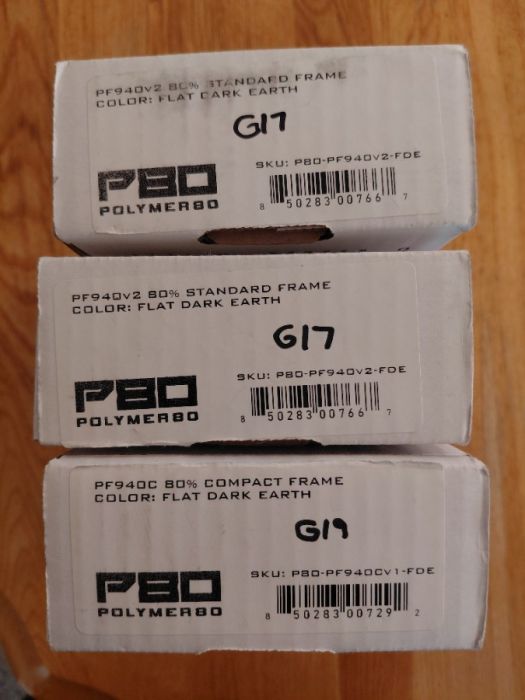 PF940V2 80% STANDARD FRAME
COLOR: FLAT DARK EARTH
G17
SKU: P80-PF940V2-FDE
P80
POLYMER80
8 50283 00766 7
PF940V2 80% STANDARD FRAME
COLOR: FLAT DARK EARTH
G17
SKU: P80-PF940V2-FDE
P80
POLYMER80
8 50283 00766 7
PF940C 80% COMPACT FRAME
COLOR: FLAT DARK EARTH
G19
SKU: P80-PF940CV1-FDE
P80
POLYMER80
8 50283 00729 2